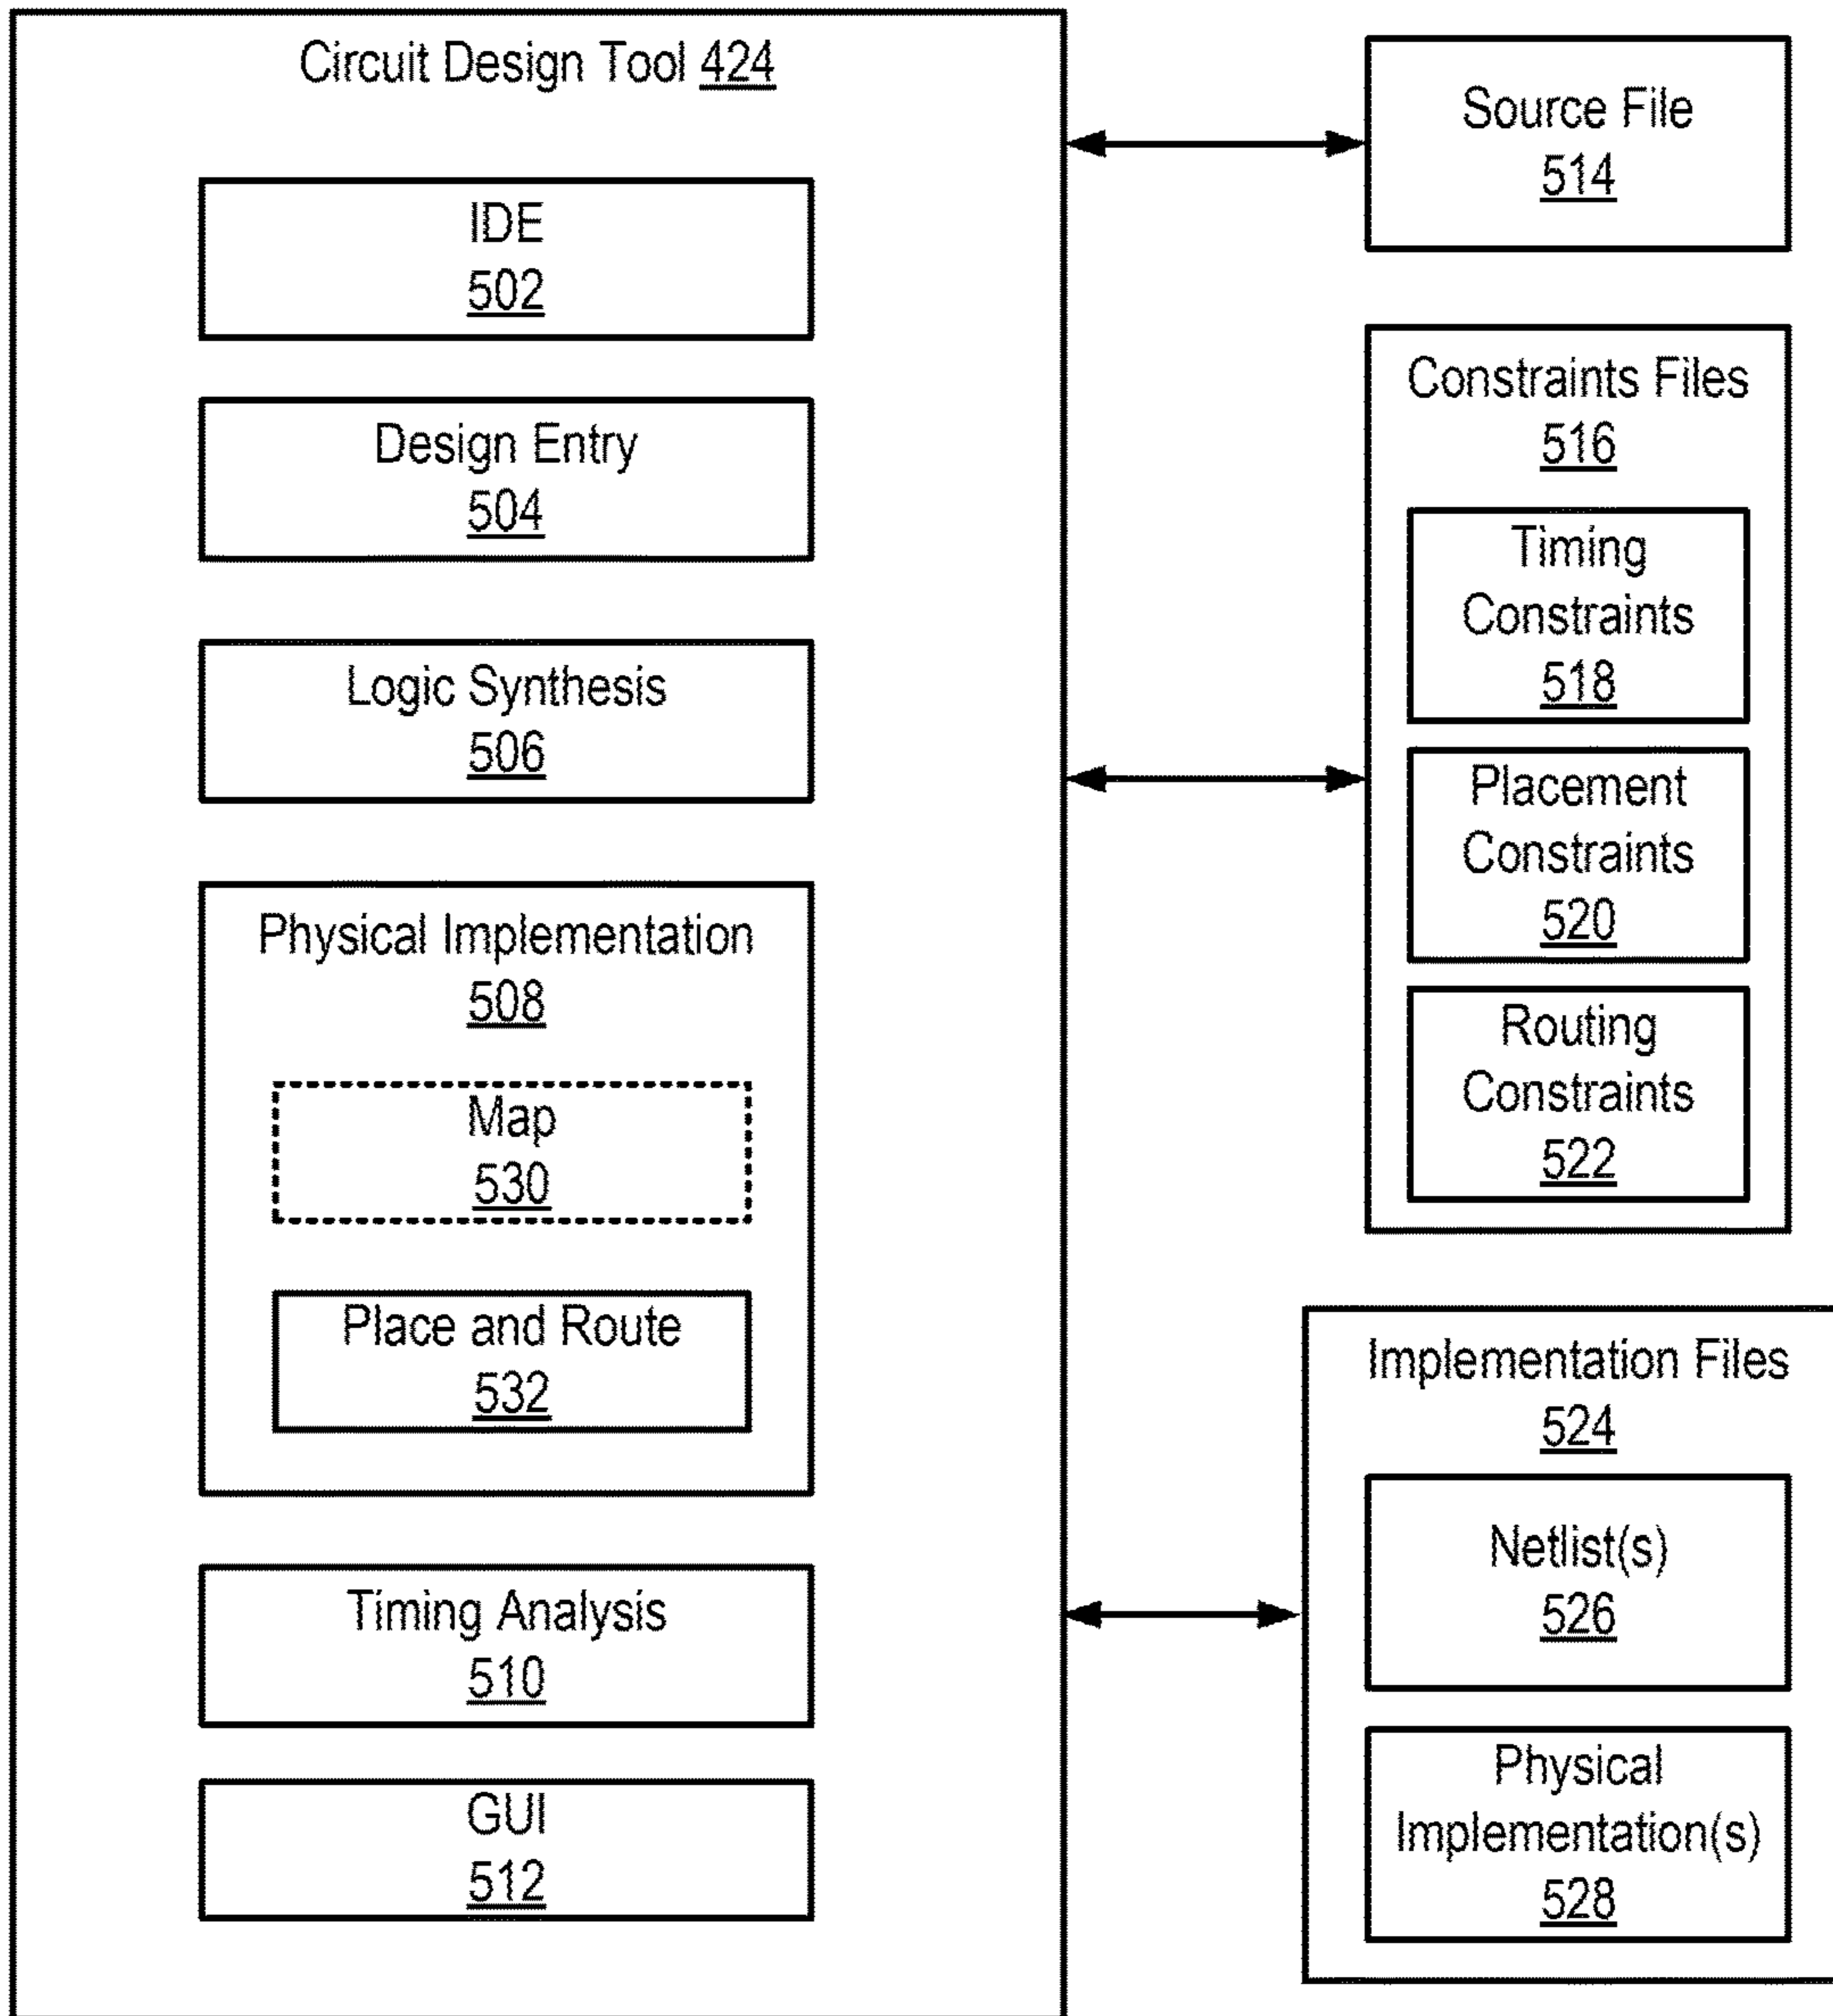 Circuit Design Tool 424
IDE
502
Design Entry
504
Logic Synthesis
506
Physical Implementation
508
Map
530
Place and Route
532
Timing Analysis
510
GUI
512
Source File
514
Constraints Files
516
Timing
Constraints
518
Placement
Constraints
520
Routing
Constraints
522
Implementation Files
524
Netlist(s)
526
Physical
Implementation(s)
528